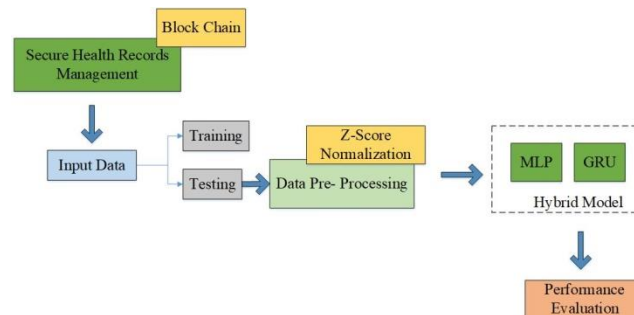 Block Chain
Secure Health Records
Management
Input Data
Training
Testing
Z-Score
Normalization
Data Pre- Processing
MLP
GRU
Hybrid Model
Performance
Evaluation